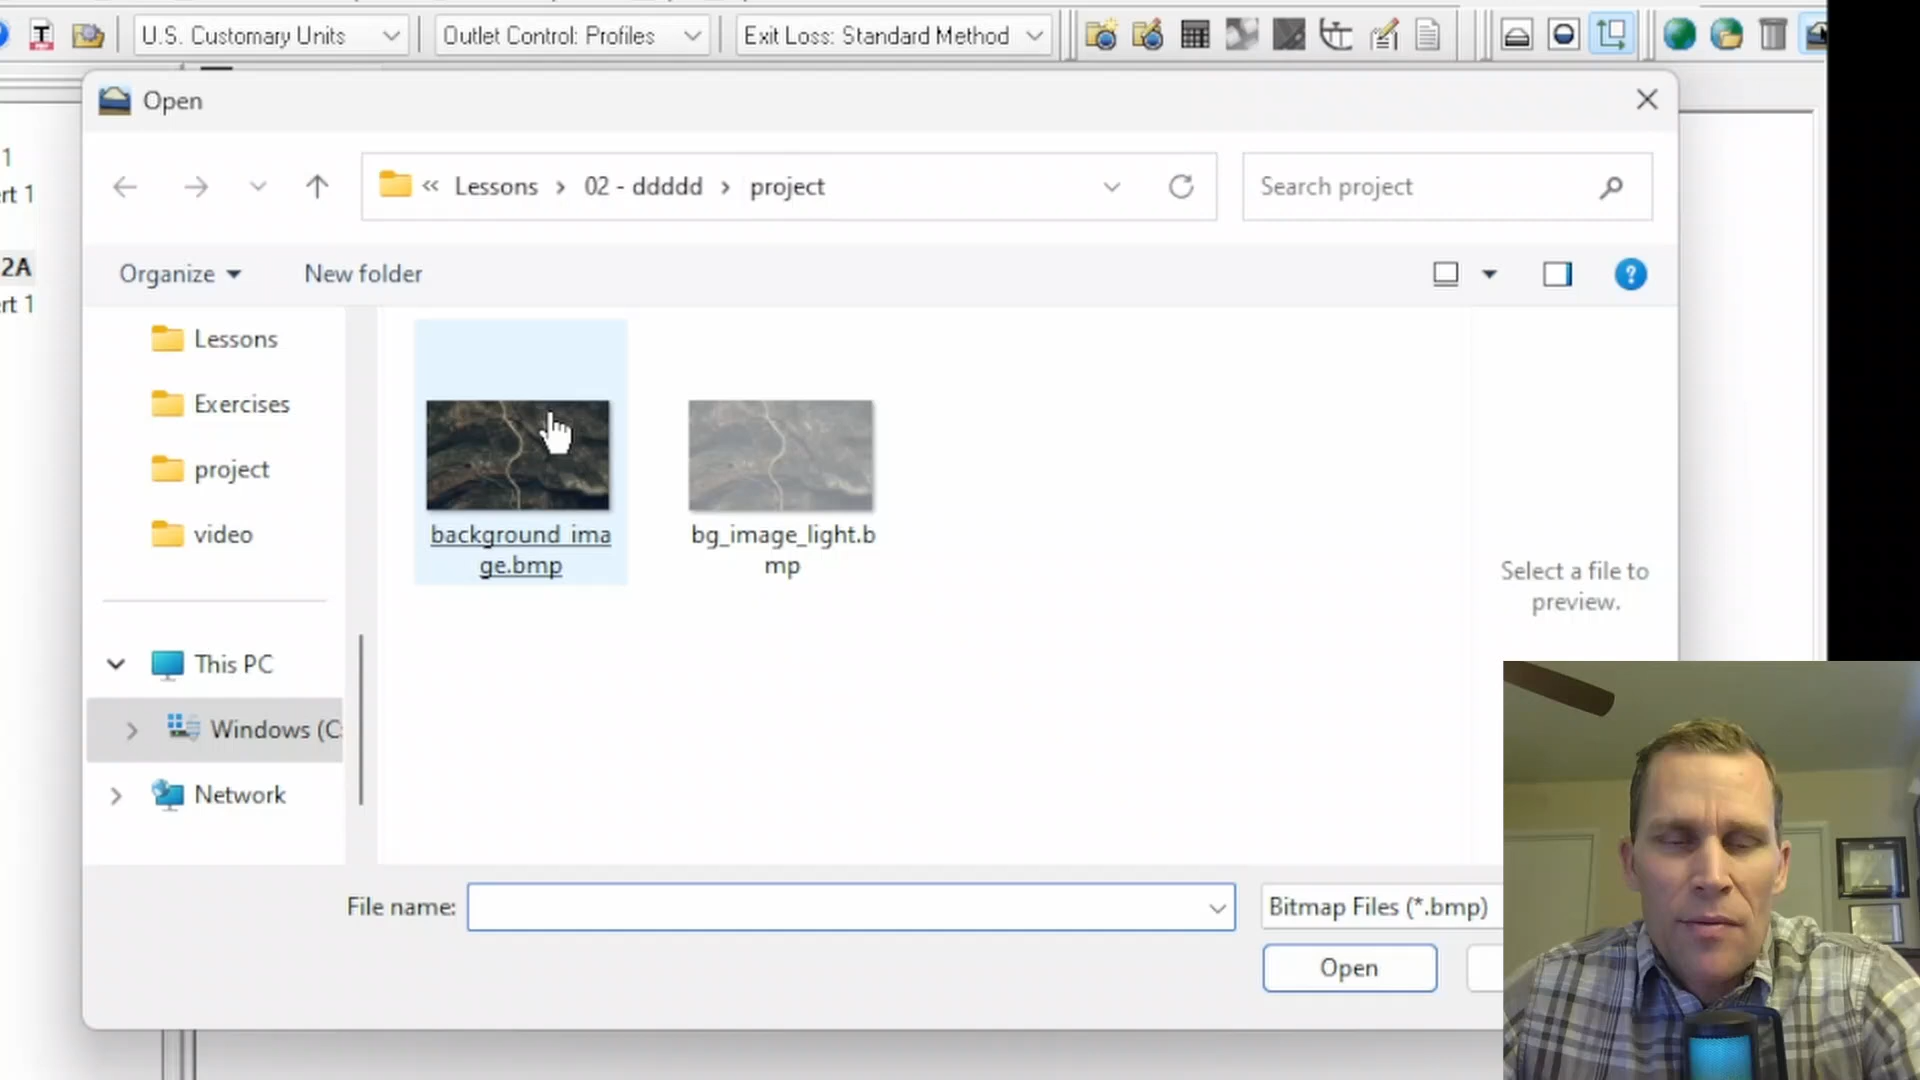 T
U.S. Customary Units
Outlet Control: Profiles
Exit Loss: Standard Method
Open
1
ert 1
2A
ert 1
« Lessons > 02 - ddddd > project
Search project
Organize
New folder
?
Lessons
Exercises
project
video
This PC
Windows (C:
Network
background_ima
ge.bmp
bg_image_light.b
mp
Select a file to
preview.
File name:
Bitmap Files (*.bmp)
Open